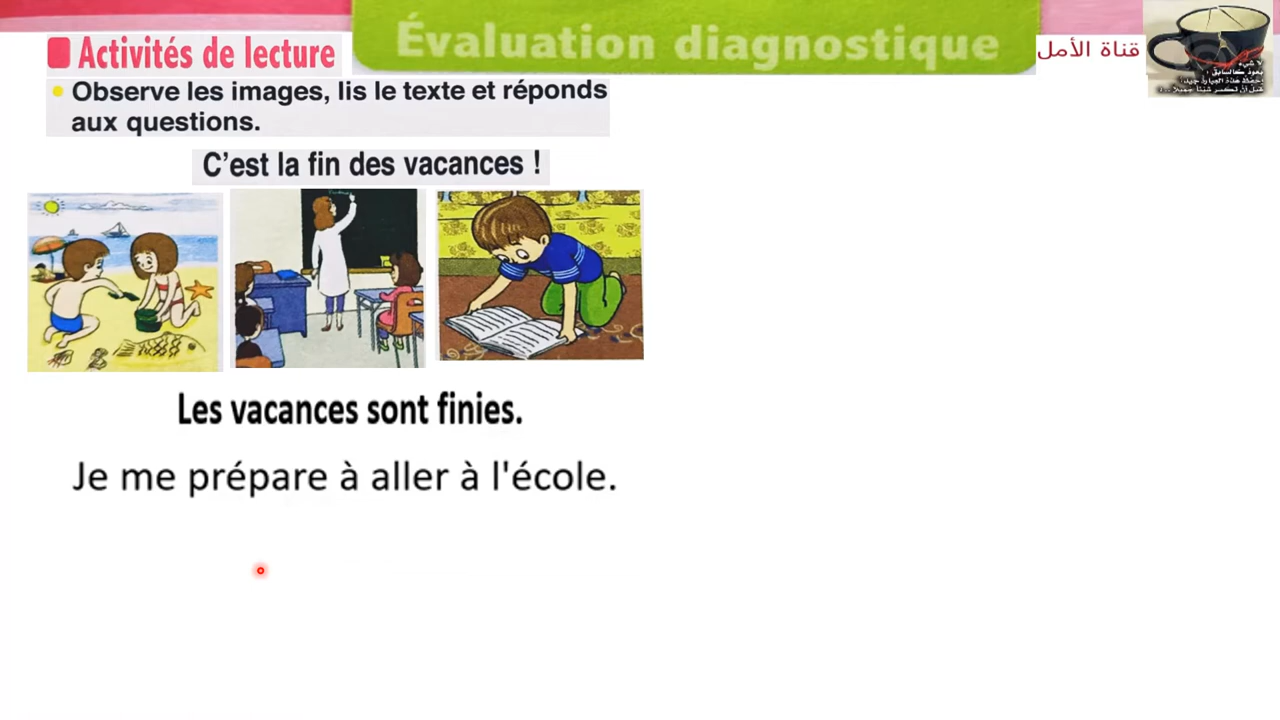 Évaluation diagnostique
قناة الأمل
Activités de lecture
Observe les images, lis le texte et réponds
aux questions.
C'est la fin des vacances !
Les vacances sont finies.
Je me prépare à aller à l'école.